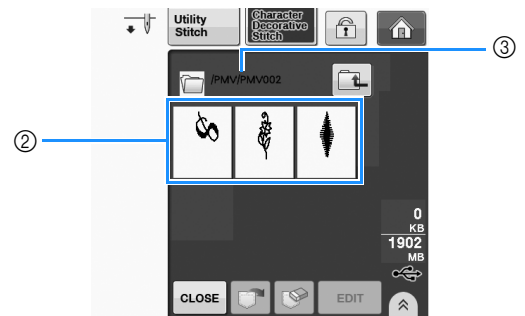 Utility
Stitch
Character
Decorative
Stitch
③
/PMV/PMV002
②
0
KB
1902
MB
CLOSE
EDIT